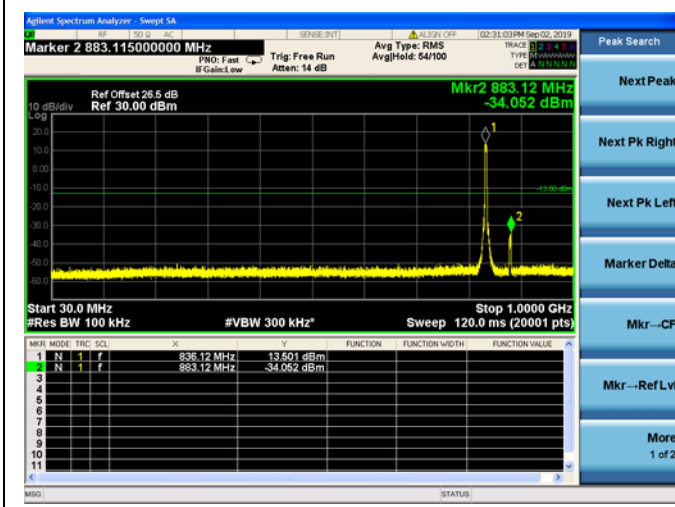 Agilent Spectrum Analyzer - Swept SA
RF 50 Ω AC SENSE:INT ALIGN OFF 02:31:03 PM Sep 02, 2019
Marker 2 883.115000000 MHz
PNO: Fast
IFGain:Low
Trig: Free Run
Atten: 14 dB
Avg Type: RMS
Avg|Hold: 54/100
TRACE 1 2 3 4 5 6
TYPE
DET A N N N N N
Peak Search
Next Peak
Next Pk Right
Next Pk Left
Marker Delta
Mkr→CF
Mkr→Ref Lvl
More
1 of 2
Ref Offset 26.5 dB
10 dB/div Ref 30.00 dBm
Log
Mkr2 883.12 MHz
-34.052 dBm
20.0
10.0
0.00
-10.0
-20.0
-30.0
-40.0
-50.0
-60.0
1
-13.00 dBm
2
Start 30.0 MHz Stop 1.0000 GHz
#Res BW 100 kHz #VBW 300 kHz* Sweep 120.0 ms (20001 pts)
MKR MODE TRC SCL X Y FUNCTION FUNCTION WIDTH FUNCTION VALUE
1 N 1 f 836.12 MHz 13.501 dBm
2 N 1 f 883.12 MHz -34.052 dBm
3
4
5
6
7
8
9
10
11
MSG STATUS